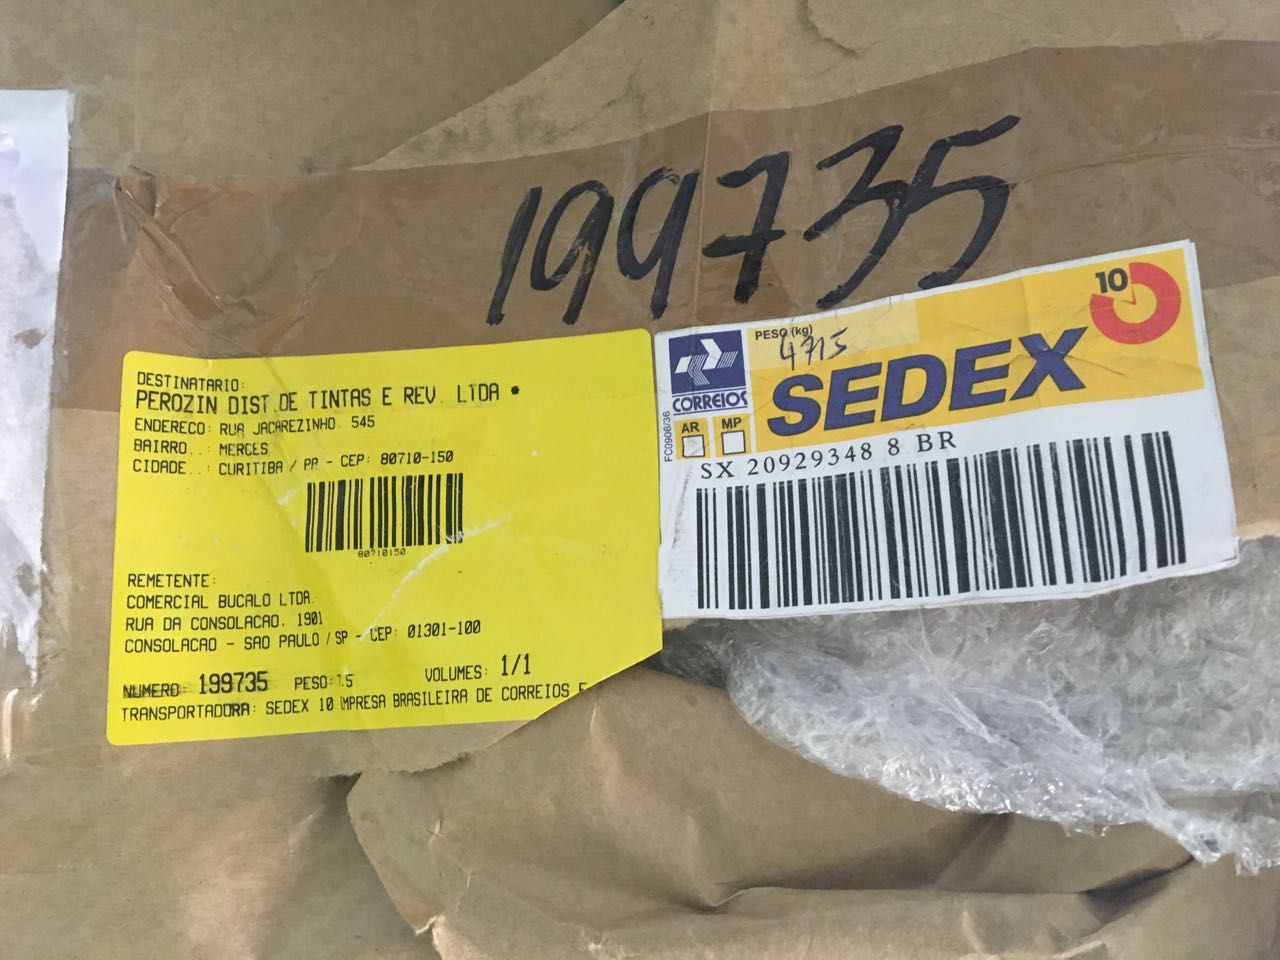 199735
DESTINATARIO:
PEROZIN DIST.DE TINTAS E REV. LTDA *
ENDERECO: RUA JACAREZINHO, 545
BAIRRO..: MERCES
CIDADE..: CURITIBA / PR - CEP: 80710-150
80710150
REMETENTE:
COMERCIAL BUCALO LTDA.
RUA DA CONSOLACAO, 1901
CONSOLACAO - SAO PAULO / SP - CEP: 01301-100
NUMERO: 199735 PESO: 7,5 VOLUMES: 1/1
TRANSPORTADORA: SEDEX 10 MPRESA BRASILEIRA DE CORREIOS E
CORREIOS
PESO (kg)
4715
SEDEX
10
AR MP
FC0906/36
SX 20929348 8 BR